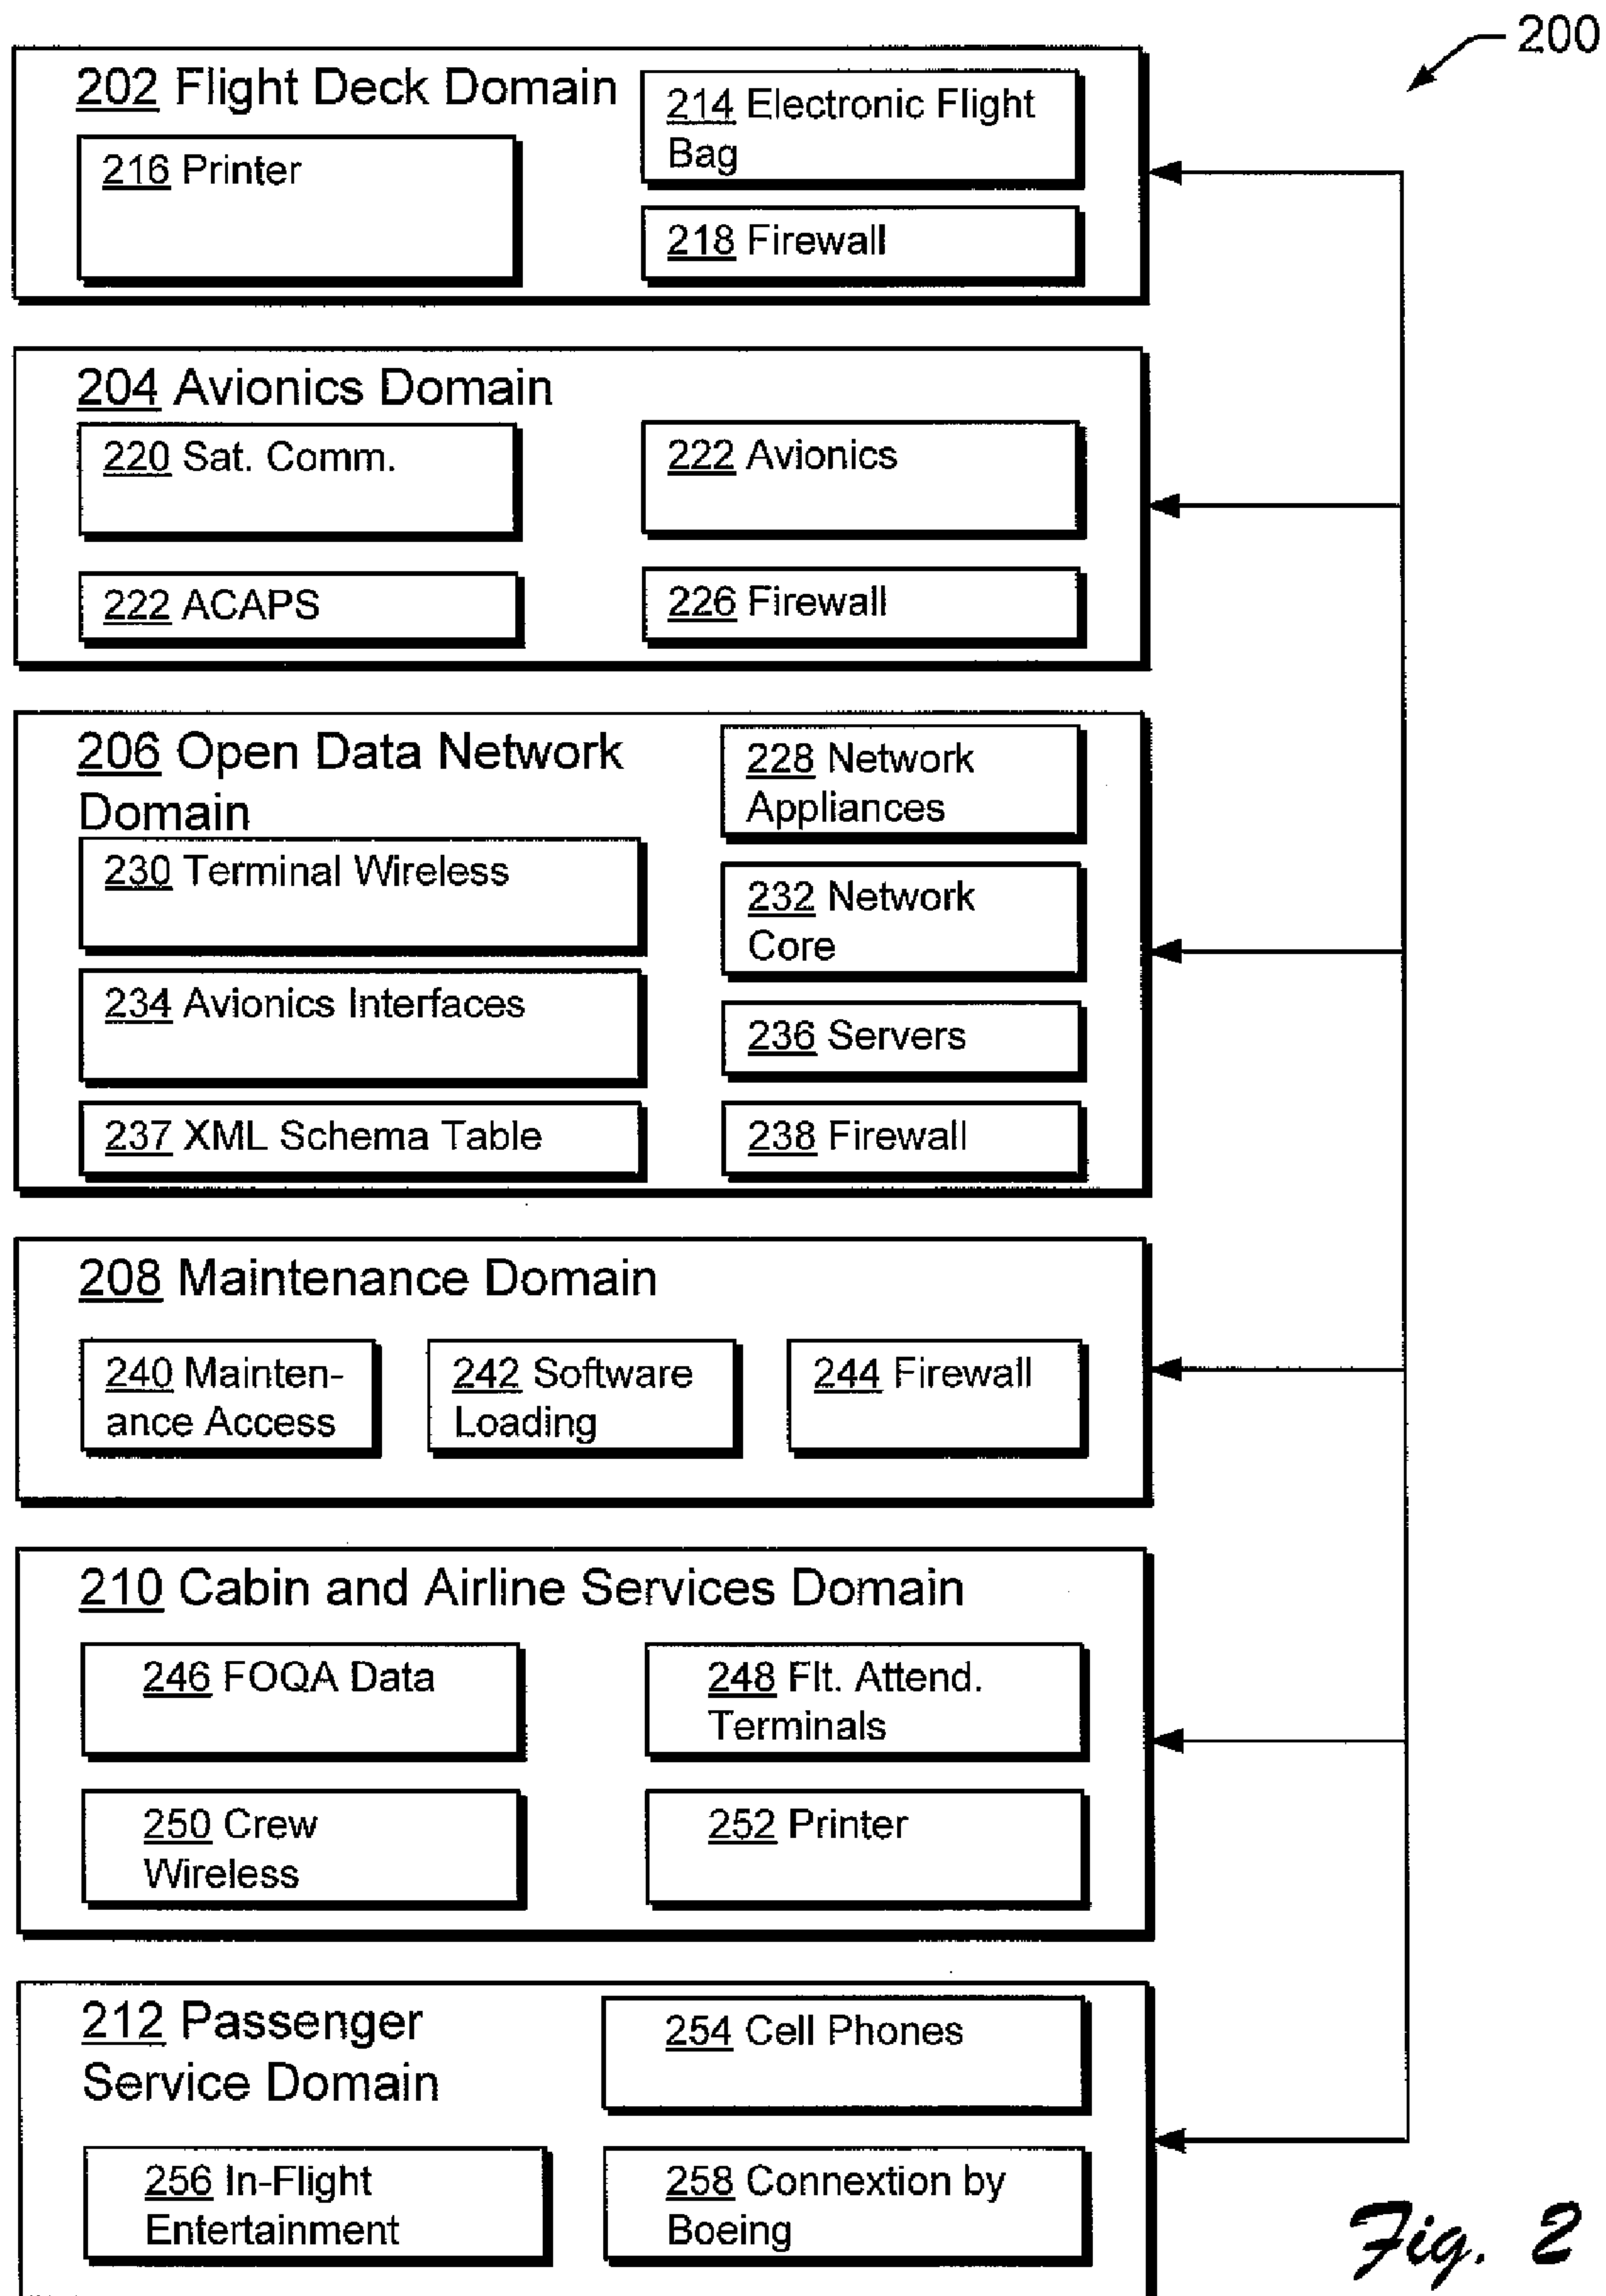 200
202 Flight Deck Domain
214 Electronic Flight
Bag
216 Printer
218 Firewall
204 Avionics Domain
220 Sat. Comm.
222 Avionics
222 ACAPS
226 Firewall
206 Open Data Network
Domain
228 Network
Appliances
230 Terminal Wireless
232 Network
Core
234 Avionics Interfaces
236 Servers
237 XML Schema Table
238 Firewall
208 Maintenance Domain
240 Mainten-
ance Access
242 Software
Loading
244 Firewall
210 Cabin and Airline Services Domain
246 FOQA Data
248 Flt. Attend.
Terminals
250 Crew
Wireless
252 Printer
212 Passenger
Service Domain
254 Cell Phones
256 In-Flight
Entertainment
258 Connextion by
Boeing
Fig. 2